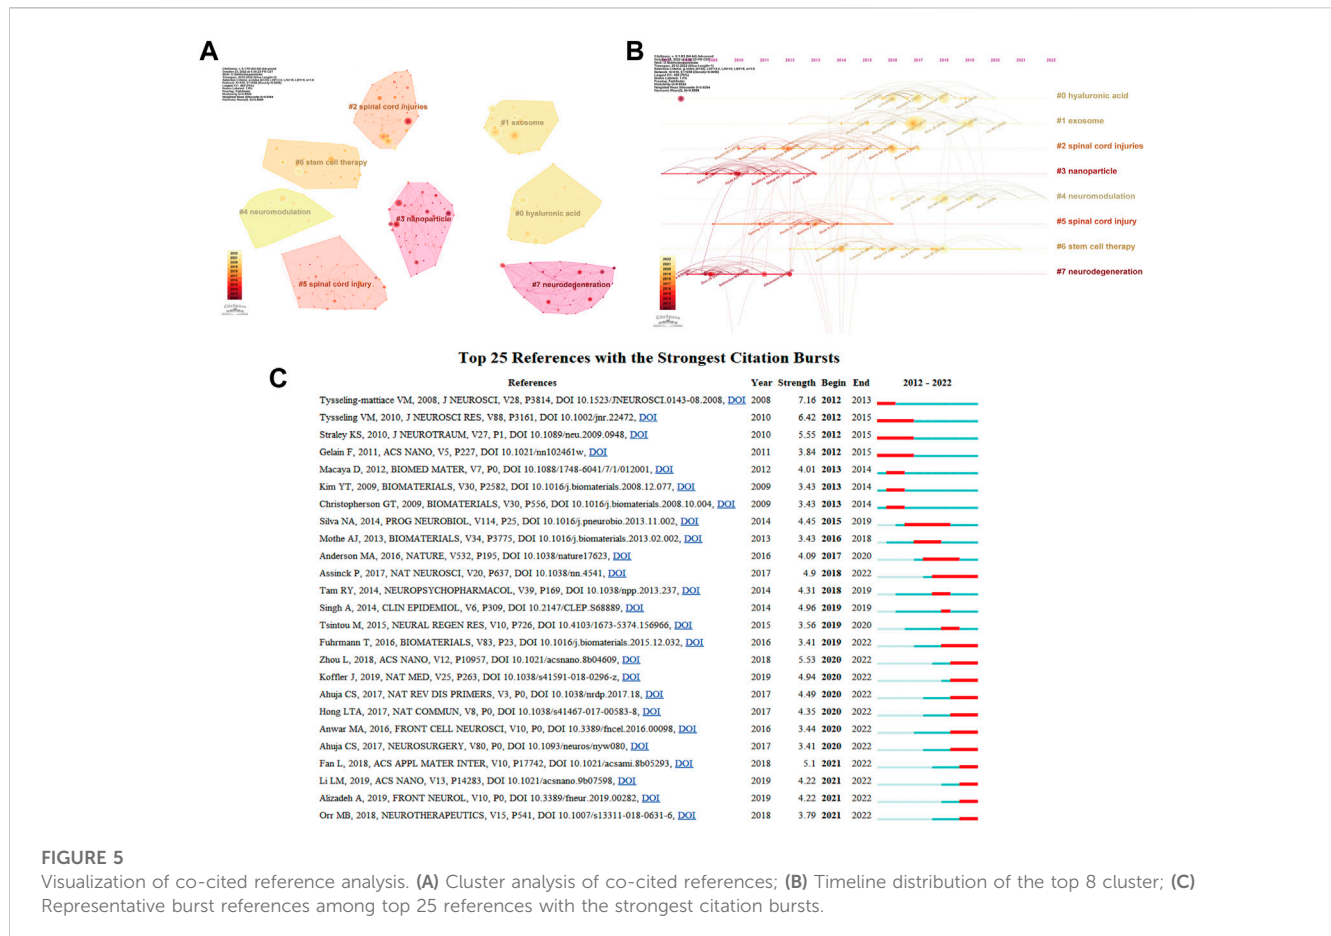 A
B
#2 spinal cord injuries
#1 exosome
#6 stem cell therapy
#4 neuromodulation
#3 nanoparticle
#0 hyaluronic acid
#5 spinal cord injury
#7 neurodegeneration
CiteSpace
2009 2010 2011 2012 2013 2014 2015 2016 2017 2018 2019 2020 2021 2022
#0 hyaluronic acid
#1 exosome
#2 spinal cord injuries
#3 nanoparticle
#4 neuromodulation
#5 spinal cord injury
#6 stem cell therapy
#7 neurodegeneration
CiteSpace
C
Top 25 References with the Strongest Citation Bursts
References Year Strength Begin End 2012 - 2022
Tysseling-mattiace VM, 2008, J NEUROSCI, V28, P3814, DOI 10.1523/JNEUROSCI.0143-08.2008, DOI 2008 7.16 2012 2013
Tysseling VM, 2010, J NEUROSCI RES, V88, P3161, DOI 10.1002/jnr.22472, DOI 2010 6.42 2012 2015
Straley KS, 2010, J NEUROTRAUM, V27, P1, DOI 10.1089/neu.2009.0948, DOI 2010 5.55 2012 2015
Gelain F, 2011, ACS NANO, V5, P227, DOI 10.1021/nn102461w, DOI 2011 3.84 2012 2015
Macaya D, 2012, BIOMED MATER, V7, P0, DOI 10.1088/1748-6041/7/1/012001, DOI 2012 4.01 2013 2014
Kim YT, 2009, BIOMATERIALS, V30, P2582, DOI 10.1016/j.biomaterials.2008.12.077, DOI 2009 3.43 2013 2014
Christopherson GT, 2009, BIOMATERIALS, V30, P556, DOI 10.1016/j.biomaterials.2008.10.004, DOI 2009 3.43 2013 2014
Silva NA, 2014, PROG NEUROBIOL, V114, P25, DOI 10.1016/j.pneurobio.2013.11.002, DOI 2014 4.45 2015 2019
Mothe AJ, 2013, BIOMATERIALS, V34, P3775, DOI 10.1016/j.biomaterials.2013.02.002, DOI 2013 3.43 2016 2018
Anderson MA, 2016, NATURE, V532, P195, DOI 10.1038/nature17623, DOI 2016 4.09 2017 2020
Assinck P, 2017, NAT NEUROSCI, V20, P637, DOI 10.1038/nn.4541, DOI 2017 4.9 2018 2022
Tam RY, 2014, NEUROPSYCHOPHARMACOL, V39, P169, DOI 10.1038/npp.2013.237, DOI 2014 4.31 2018 2019
Singh A, 2014, CLIN EPIDEMIOL, V6, P309, DOI 10.2147/CLEP.S68889, DOI 2014 4.96 2019 2019
Tsintou M, 2015, NEURAL REGEN RES, V10, P726, DOI 10.4103/1673-5374.156966, DOI 2015 3.56 2019 2020
Fuhrmann T, 2016, BIOMATERIALS, V83, P23, DOI 10.1016/j.biomaterials.2015.12.032, DOI 2016 3.41 2019 2022
Zhou L, 2018, ACS NANO, V12, P10957, DOI 10.1021/acsnano.8b04609, DOI 2018 5.53 2020 2022
Koffler J, 2019, NAT MED, V25, P263, DOI 10.1038/s41591-018-0296-z, DOI 2019 4.94 2020 2022
Ahuja CS, 2017, NAT REV DIS PRIMERS, V3, P0, DOI 10.1038/nrdp.2017.18, DOI 2017 4.49 2020 2022
Hong LTA, 2017, NAT COMMUN, V8, P0, DOI 10.1038/s41467-017-00583-8, DOI 2017 4.35 2020 2022
Anwar MA, 2016, FRONT CELL NEUROSCI, V10, P0, DOI 10.3389/fncel.2016.00098, DOI 2016 3.44 2020 2022
Ahuja CS, 2017, NEUROSURGERY, V80, P0, DOI 10.1093/neuros/nyw080, DOI 2017 3.41 2020 2022
Fan L, 2018, ACS APPL MATER INTER, V10, P17742, DOI 10.1021/acsami.8b05293, DOI 2018 5.1 2021 2022
Li LM, 2019, ACS NANO, V13, P14283, DOI 10.1021/acsnano.9b07598, DOI 2019 4.22 2021 2022
Alizadeh A, 2019, FRONT NEUROL, V10, P0, DOI 10.3389/fneur.2019.00282, DOI 2019 4.22 2021 2022
Orr MB, 2018, NEUROTHERAPEUTICS, V15, P541, DOI 10.1007/s13311-018-0631-6, DOI 2018 3.79 2021 2022
FIGURE 5
Visualization of co-cited reference analysis. (A) Cluster analysis of co-cited references; (B) Timeline distribution of the top 8 cluster; (C)
Representative burst references among top 25 references with the strongest citation bursts.